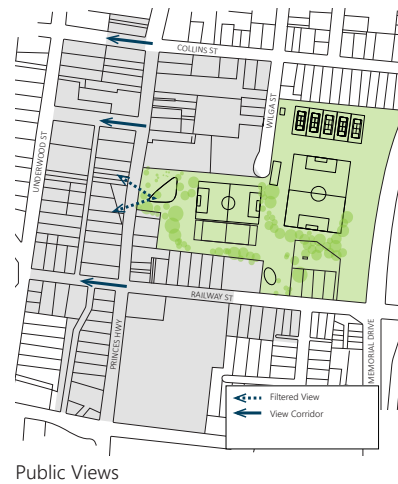 COLLINS ST
WILGA ST
UNDERWOOD ST
RAILWAY ST
PRINCES HWY
MEMORIAL DRIVE
Filtered View
View Corridor
Public Views